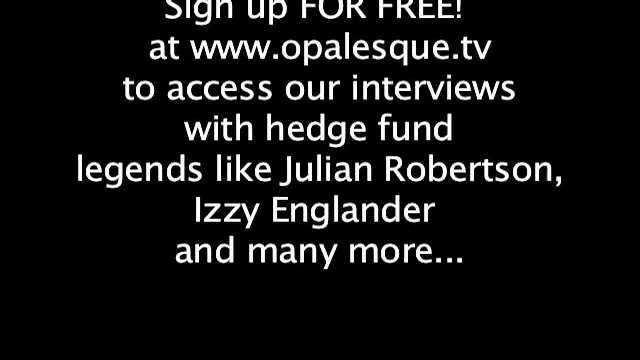 Sign up FOR FREE!
at www.opalesque.tv
to access our interviews
with hedge fund
legends like Julian Robertson,
Izzy Englander
and many more...